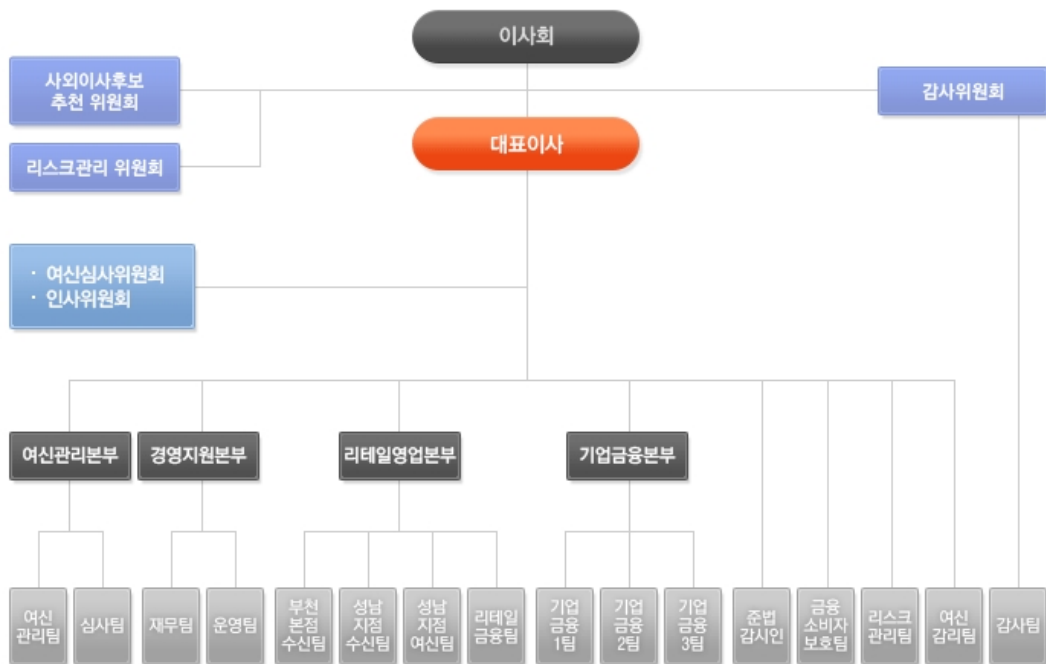 이사회
사외이사후보
추천 위원회
감사위원회
대표이사
리스크관리 위원회
· 여신심사위원회
· 인사위원회
여신관리본부
경영지원본부
리테일영업본부
기업금융본부
여신
관리팀
심사팀
재무팀
운영팀
부천
본점
수신팀
성남
지점
수신팀
성남
지점
여신팀
리테일
금융팀
기업
금융
1팀
기업
금융
2팀
기업
금융
3팀
준법
감시인
금융
소비자
보호팀
리스크
관리팀
여신
감리팀
감사팀